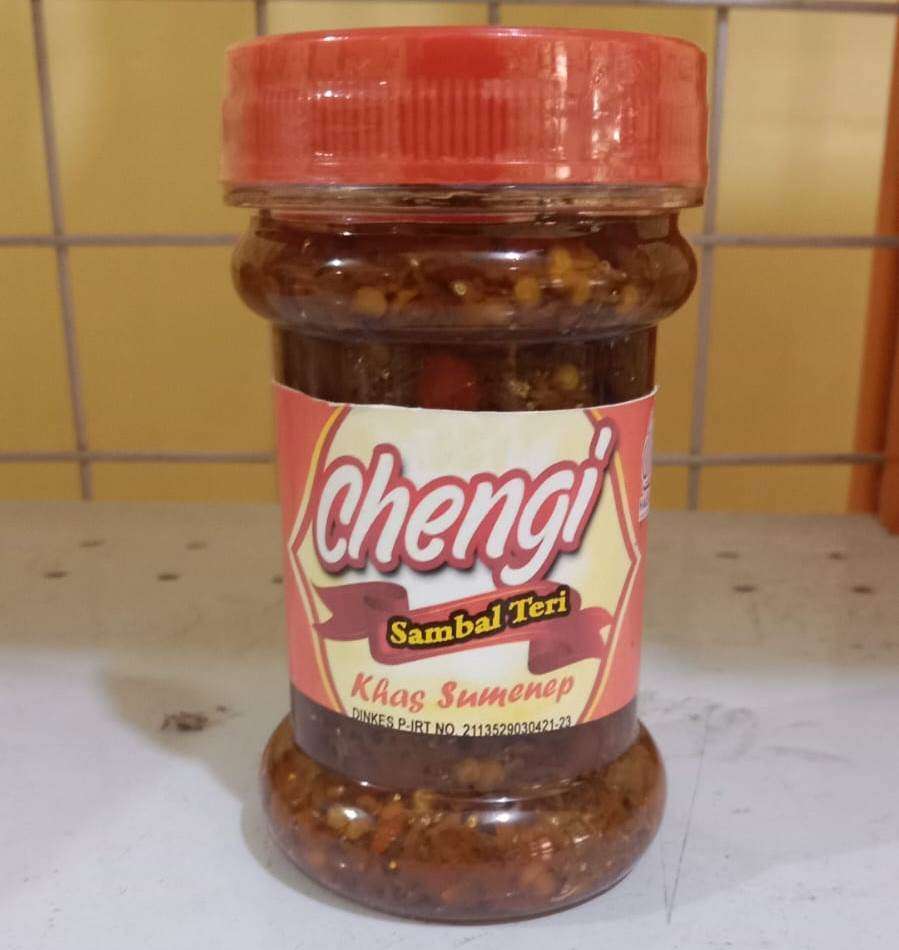 Chengi
Sambal Teri
Khas Sumenep
DINKES P-IRT NO. 2113529030421-23